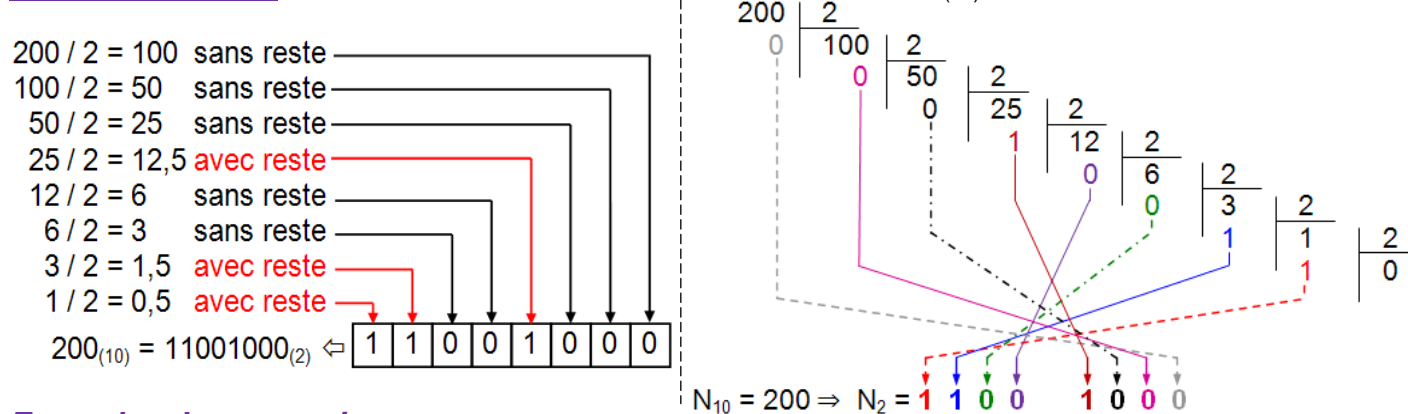 200 / 2 = 100 sans reste
100 / 2 = 50 sans reste
50 / 2 = 25 sans reste
25 / 2 = 12,5 avec reste
12 / 2 = 6 sans reste
6 / 2 = 3 sans reste
3 / 2 = 1,5 avec reste
1 / 2 = 0,5 avec reste
200(10) = 11001000(2) ⇦ 1 1 0 0 1 0 0 0
200 2
0 100 2
0 50 2
0 25 2
1 12 2
0 6 2
0 3 2
1 1 2
1 0
N10 = 200 ⇒ N2 = 1 1 0 0 1 0 0 0